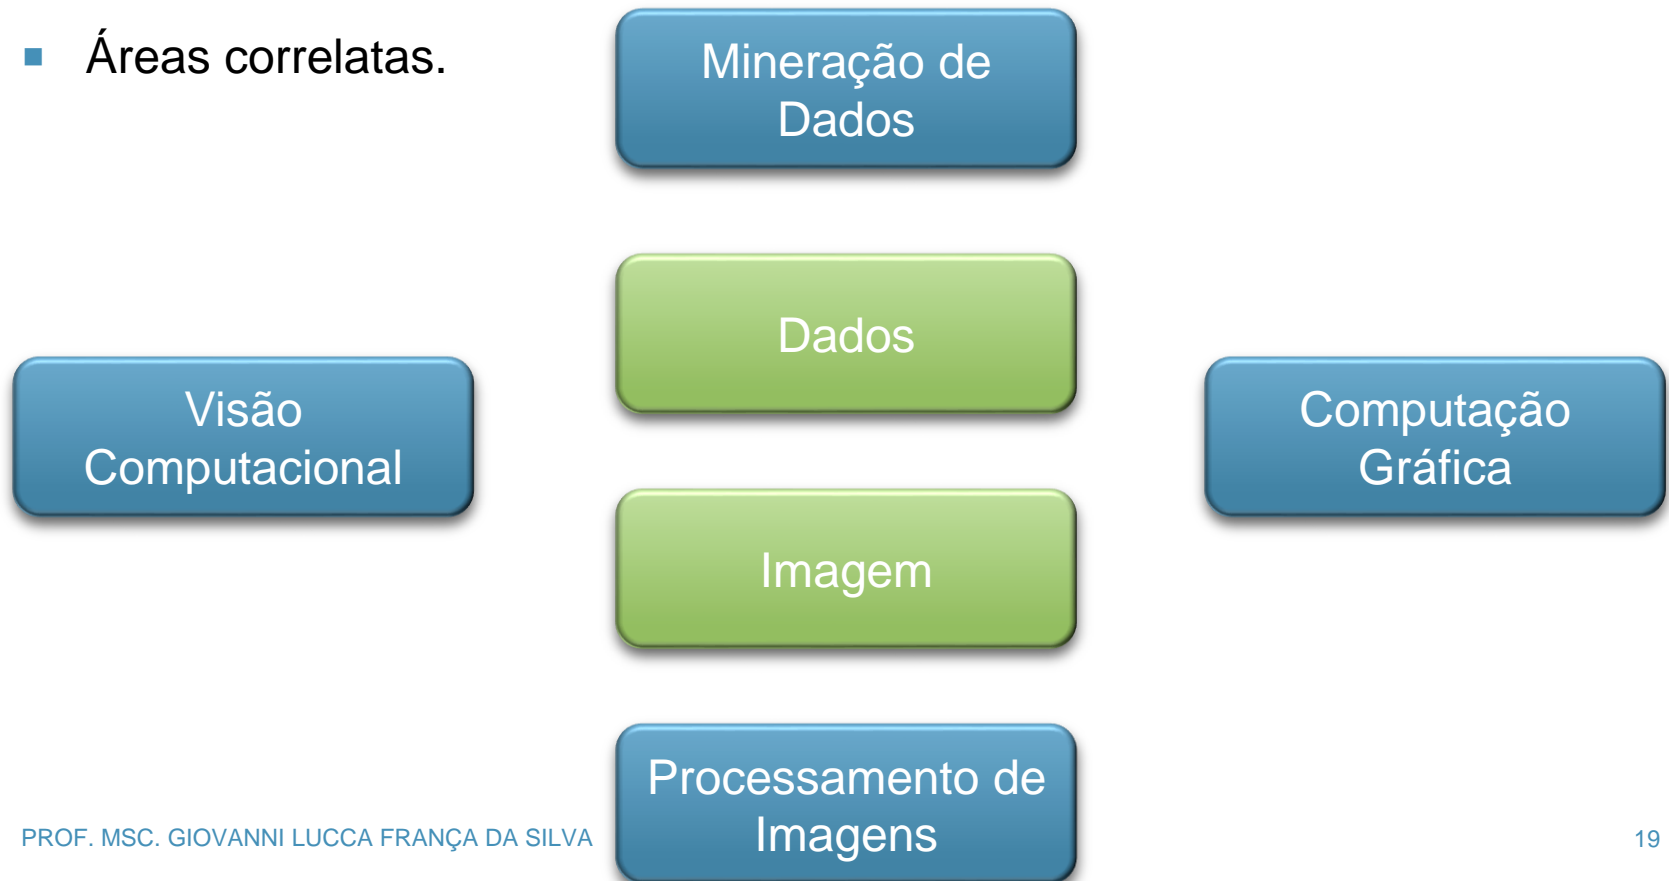 Áreas correlatas.
Mineração de
Dados
Dados
Visão
Computacional
Computação
Gráfica
Imagem
Processamento de
Imagens
PROF. MSC. GIOVANNI LUCCA FRANÇA DA SILVA
19